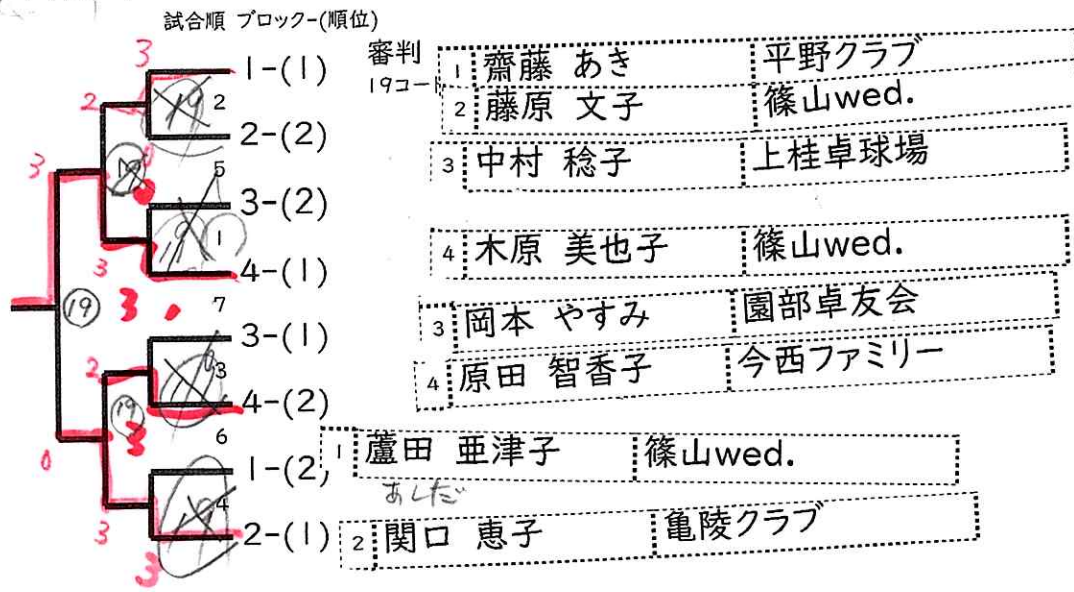 試合順 ブロック-(順位)
審判
19コート
3
1-(1)
1 齋藤 あき 平野クラブ
2
19
2
2 藤原 文子 篠山wed.
2-(2)
19
5
3 中村 稔子 上桂卓球場
3
3-(2)
19
1
4 木原 美也子 篠山wed.
3
4-(1)
19
3
7
3-(1)
3 岡本 やすみ 園部卓友会
2
3
4 原田 智香子 今西ファミリー
4-(2)
19
3
6
0
1-(2)
1 蘆田 亜津子 篠山wed.
あしだ
19
4
3
2-(1)
2 関口 恵子 亀陵クラブ
3